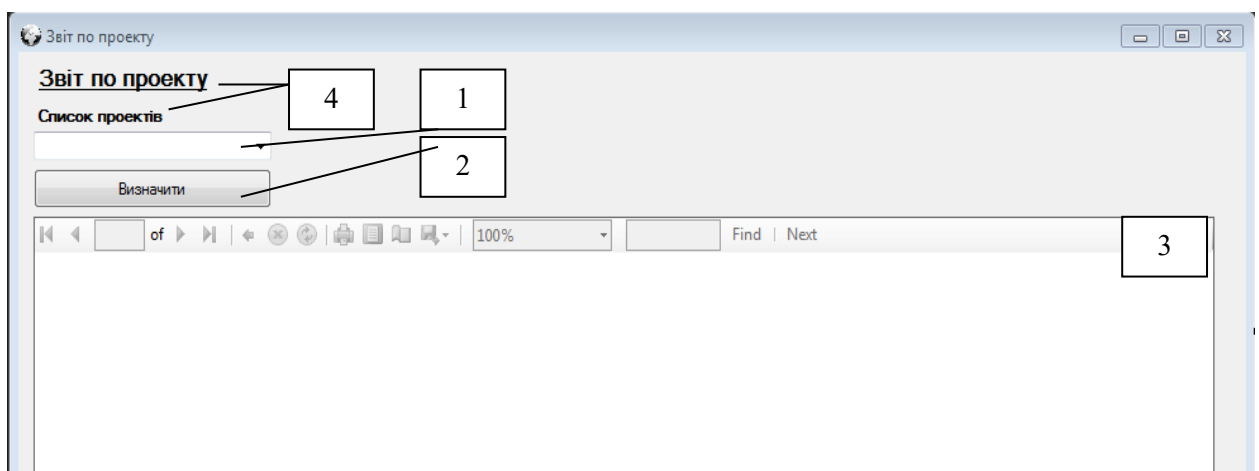 Звіт по проекту
Звіт по проекту
4
1
Список проектів
2
Визначити
of
100%
Find | Next
3